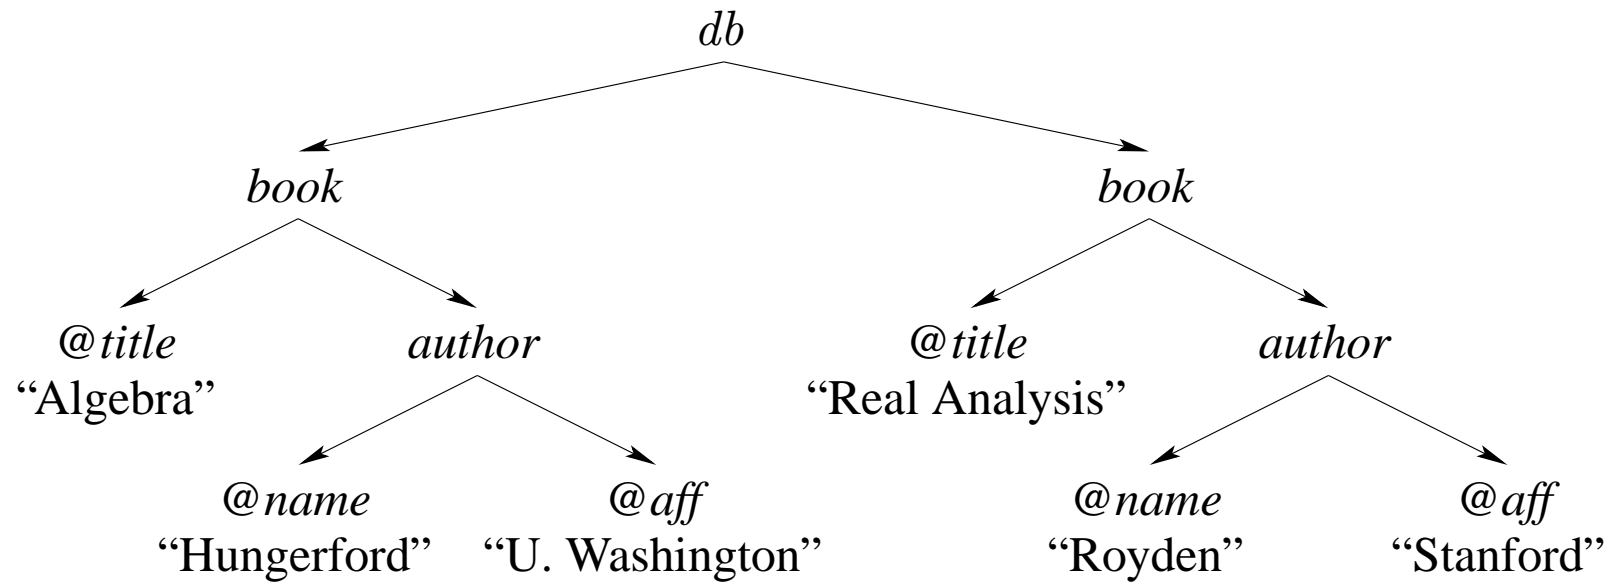 db
book book
@title author @title author
“Algebra” “Real Analysis”
@name @aff @name @aff
“Hungerford” “U. Washington” “Royden” “Stanford”